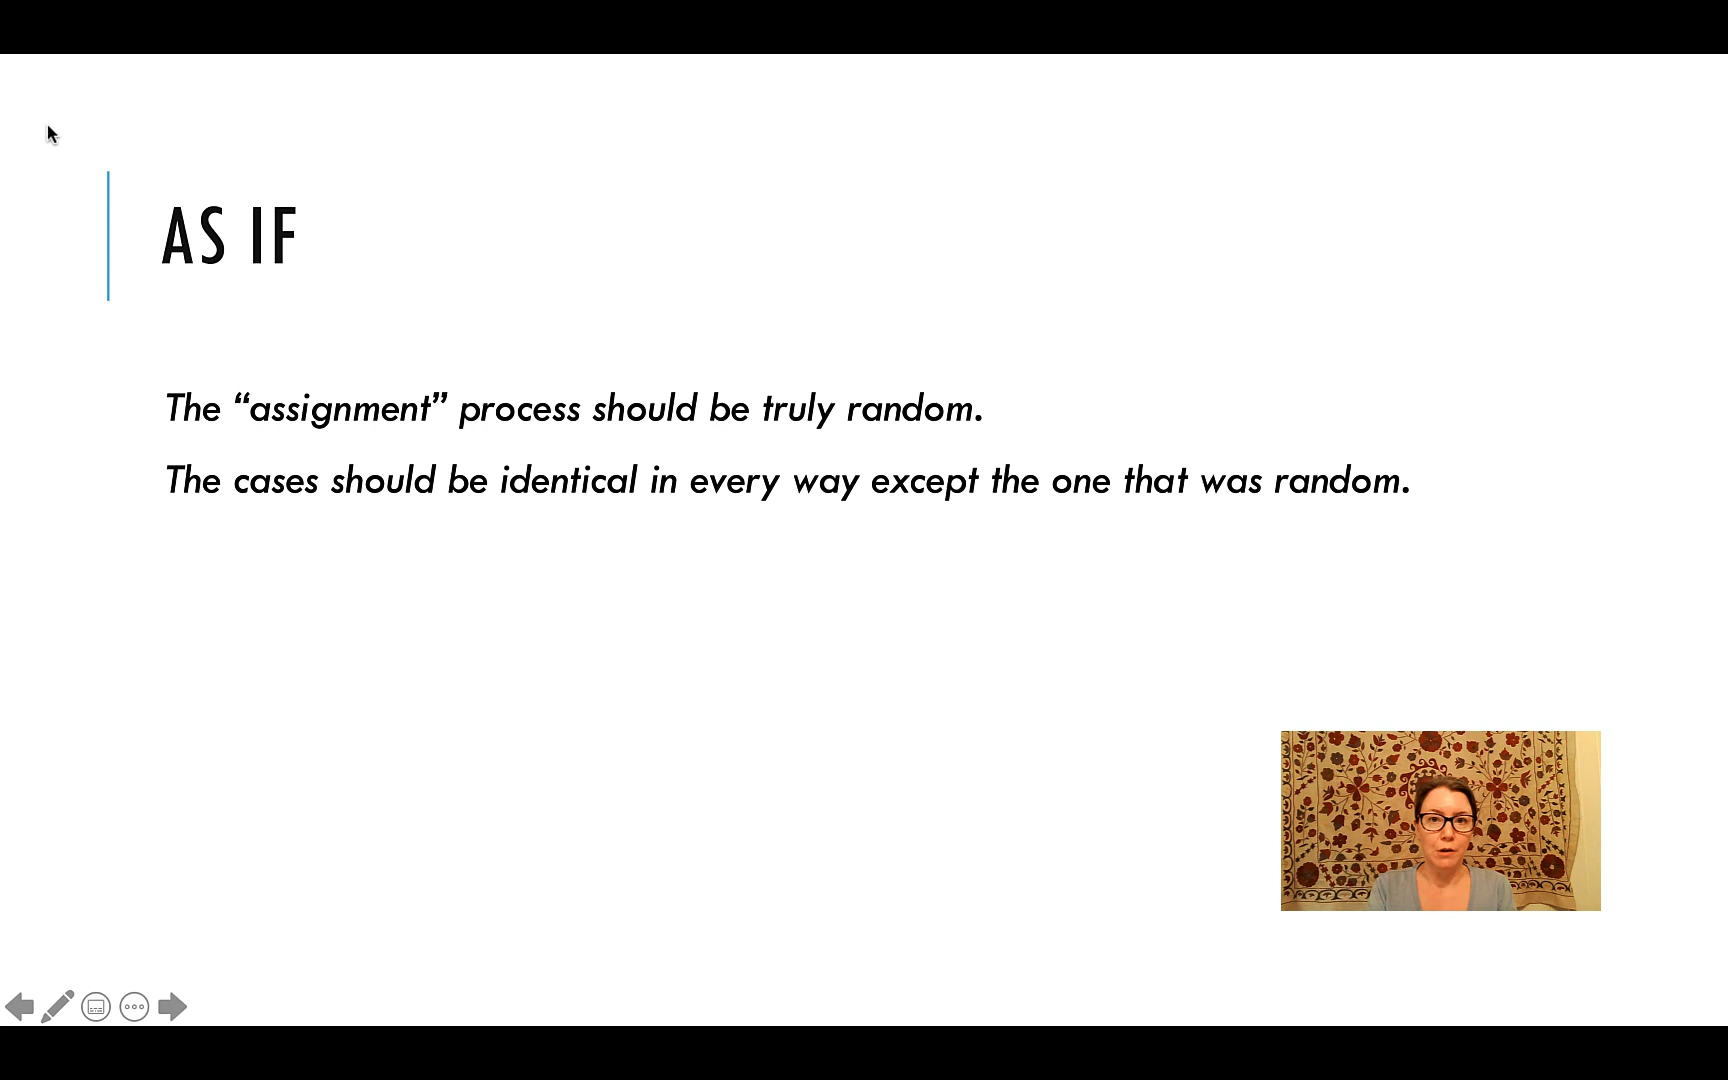 AS IF
The “assignment” process should be truly random.
The cases should be identical in every way except the one that was random.